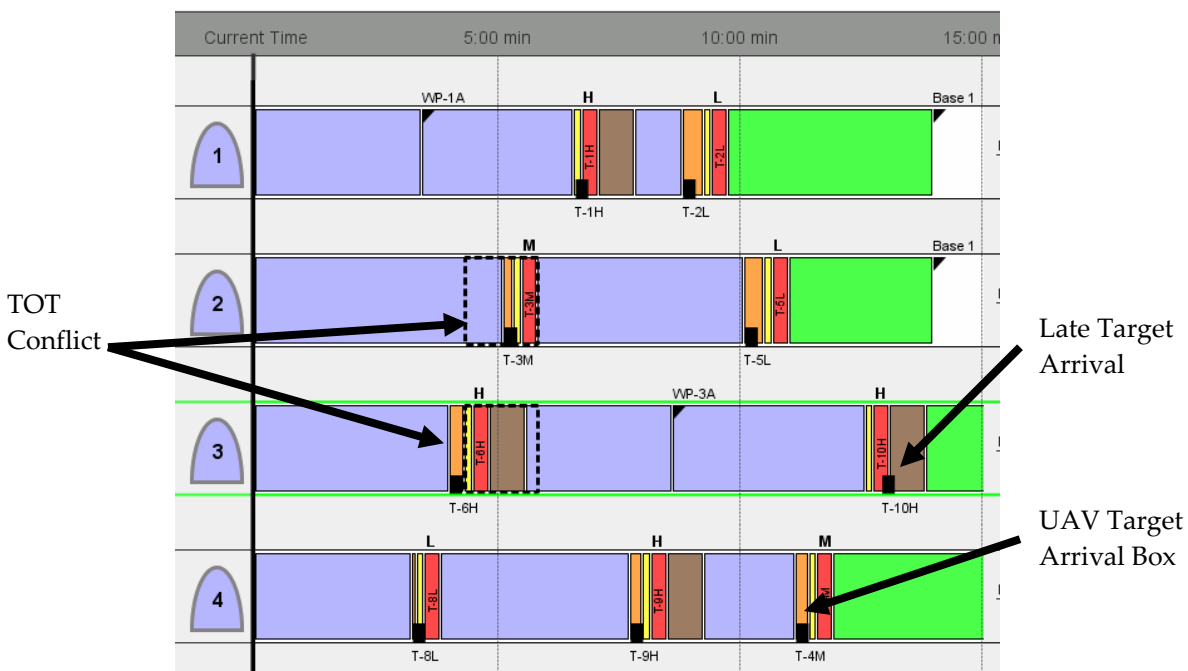 Current Time 5:00 min 10:00 min 15:00
WP-1A H L Base 1
1
T-1H T-2L
T-1H T-2L
M L Base 1
2
T-3M T-5L
T-3M T-5L
TOT
Conflict
Late Target
Arrival
H WP-3A H
3
T-6H T-10H
T-6H T-10H
UAV Target
Arrival Box
L H M
4
T-8L T-9H
T-8L T-9H T-4M